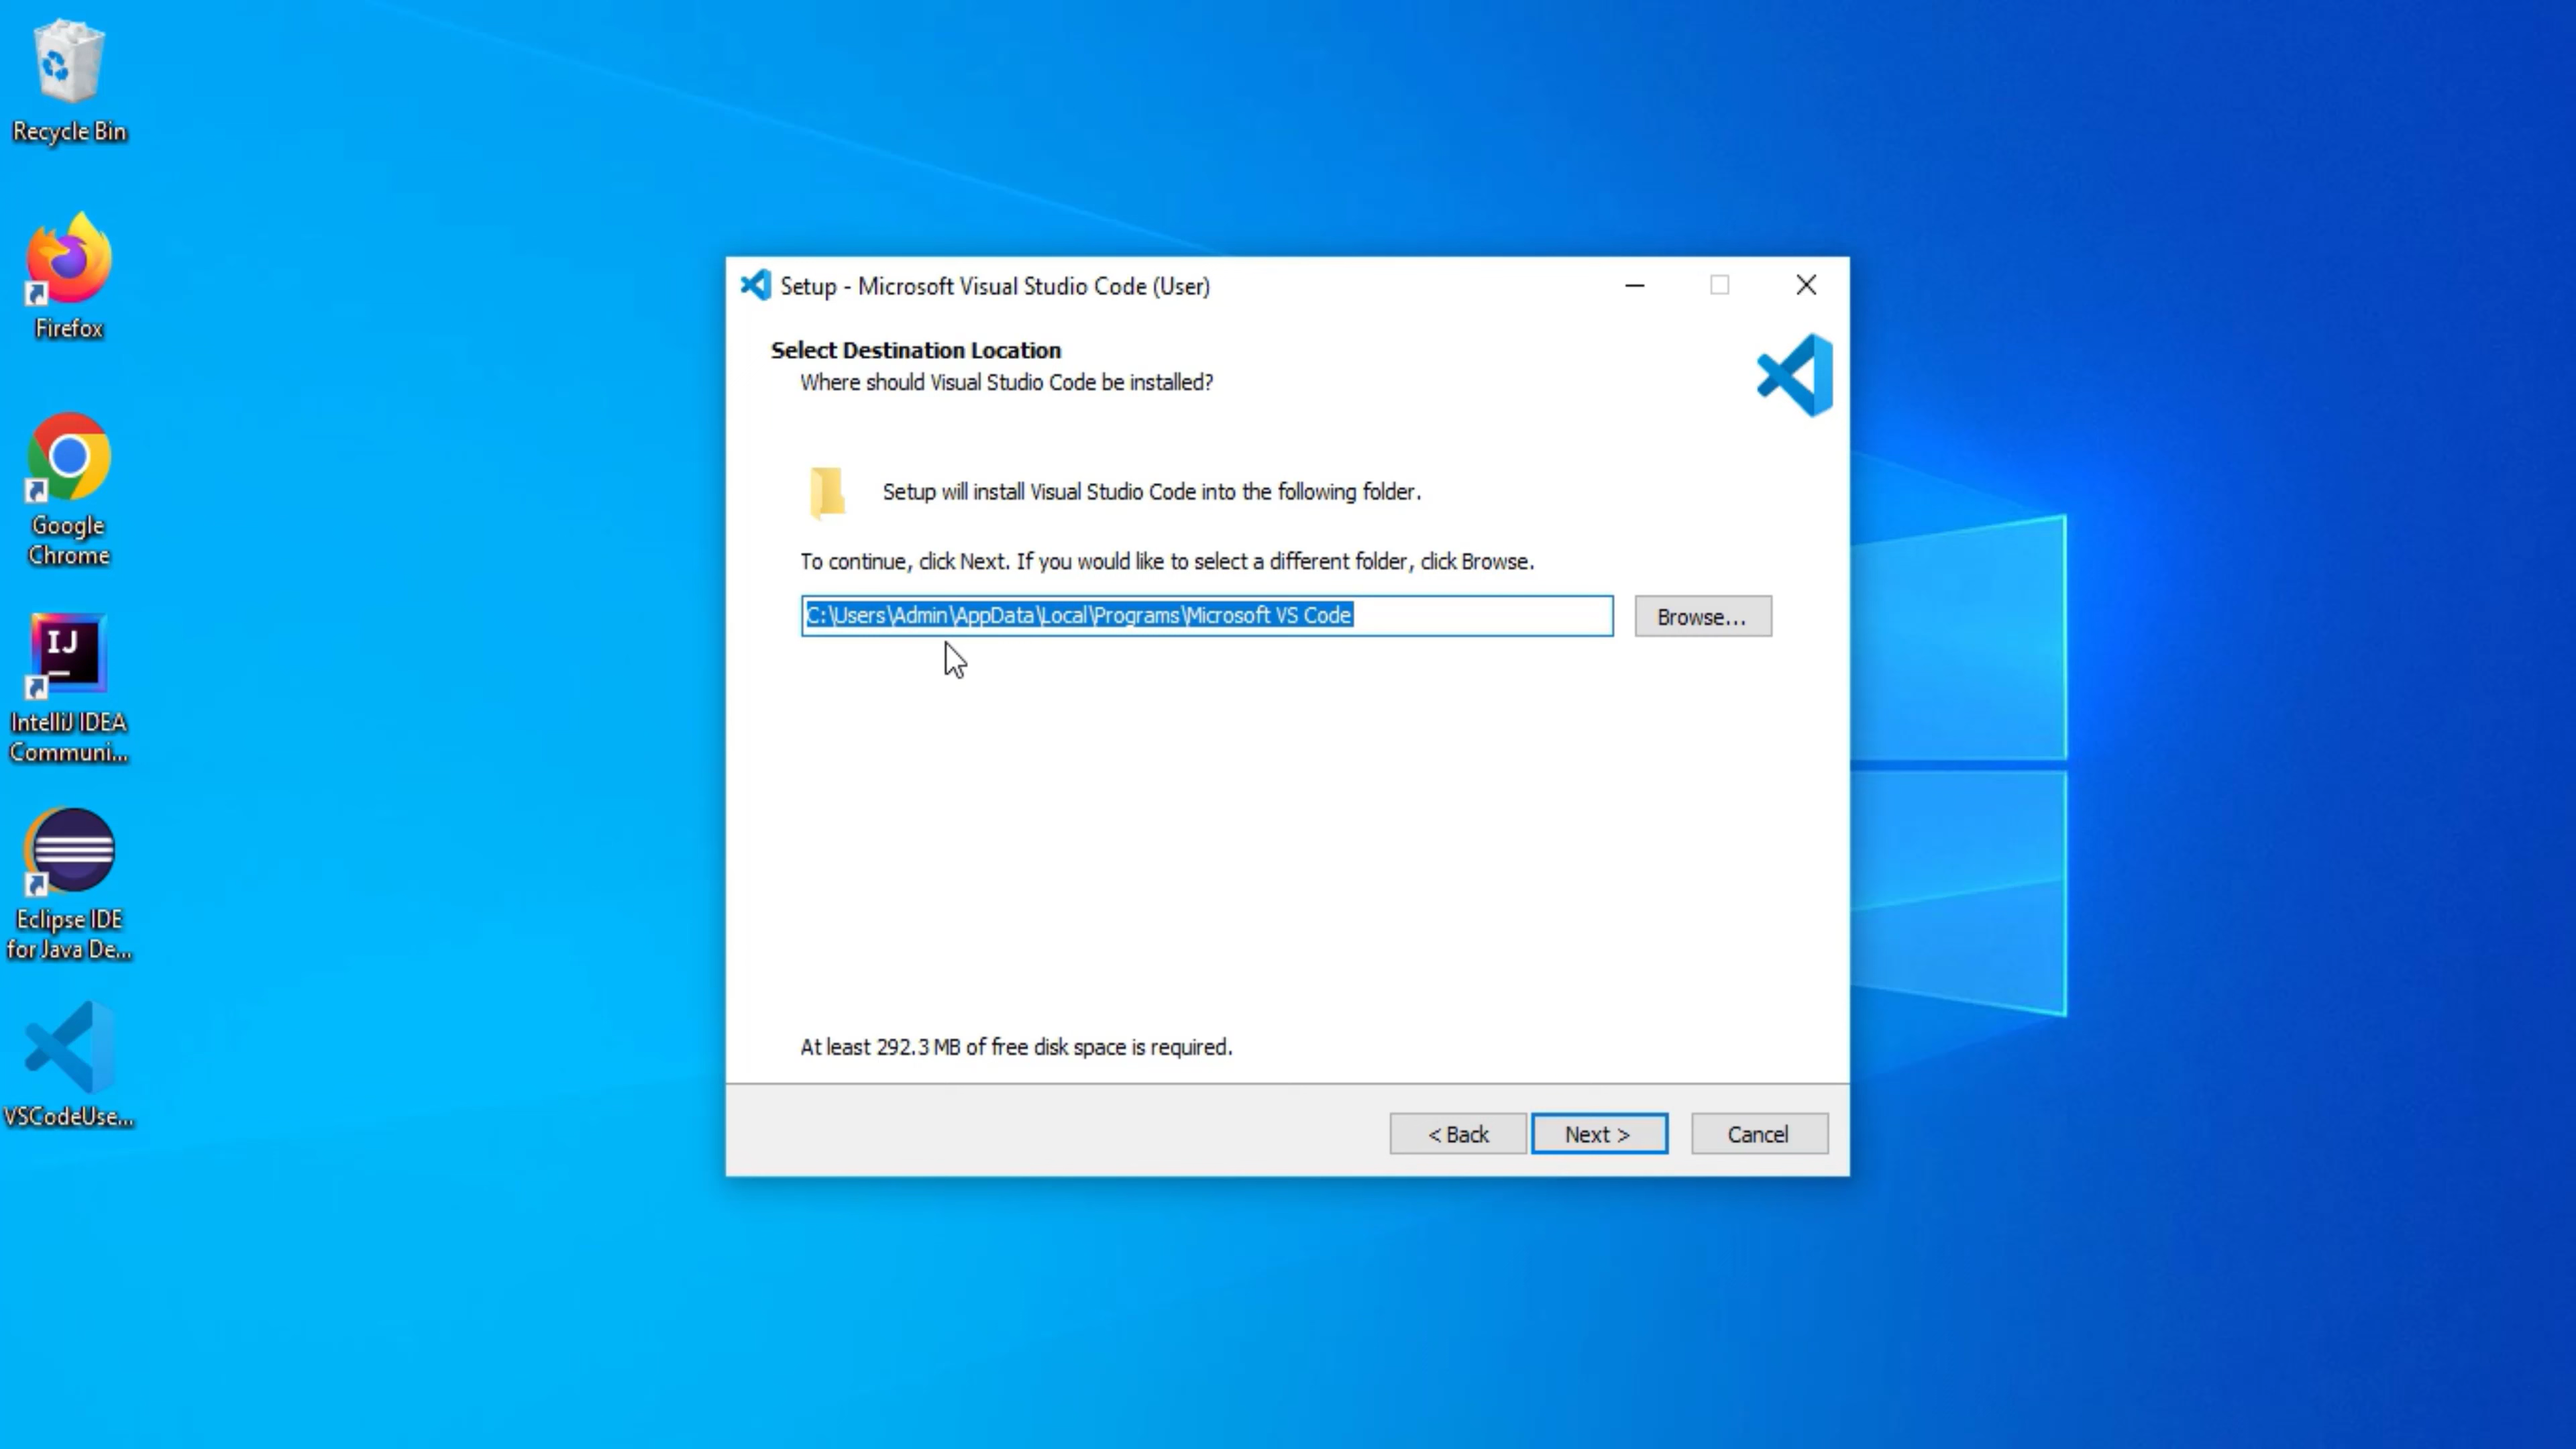 Recycle Bin
Firefox
Google
Chrome
IJ
IntelliJ IDEA
Communi...
Eclipse IDE
for Java De...
VSCodeUse...
Setup - Microsoft Visual Studio Code (User)
Select Destination Location
Where should Visual Studio Code be installed?
Setup will install Visual Studio Code into the following folder.
To continue, click Next. If you would like to select a different folder, click Browse.
C:\Users\Admin\AppData\Local\Programs\Microsoft VS Code
Browse...
At least 292.3 MB of free disk space is required.
< Back
Next >
Cancel